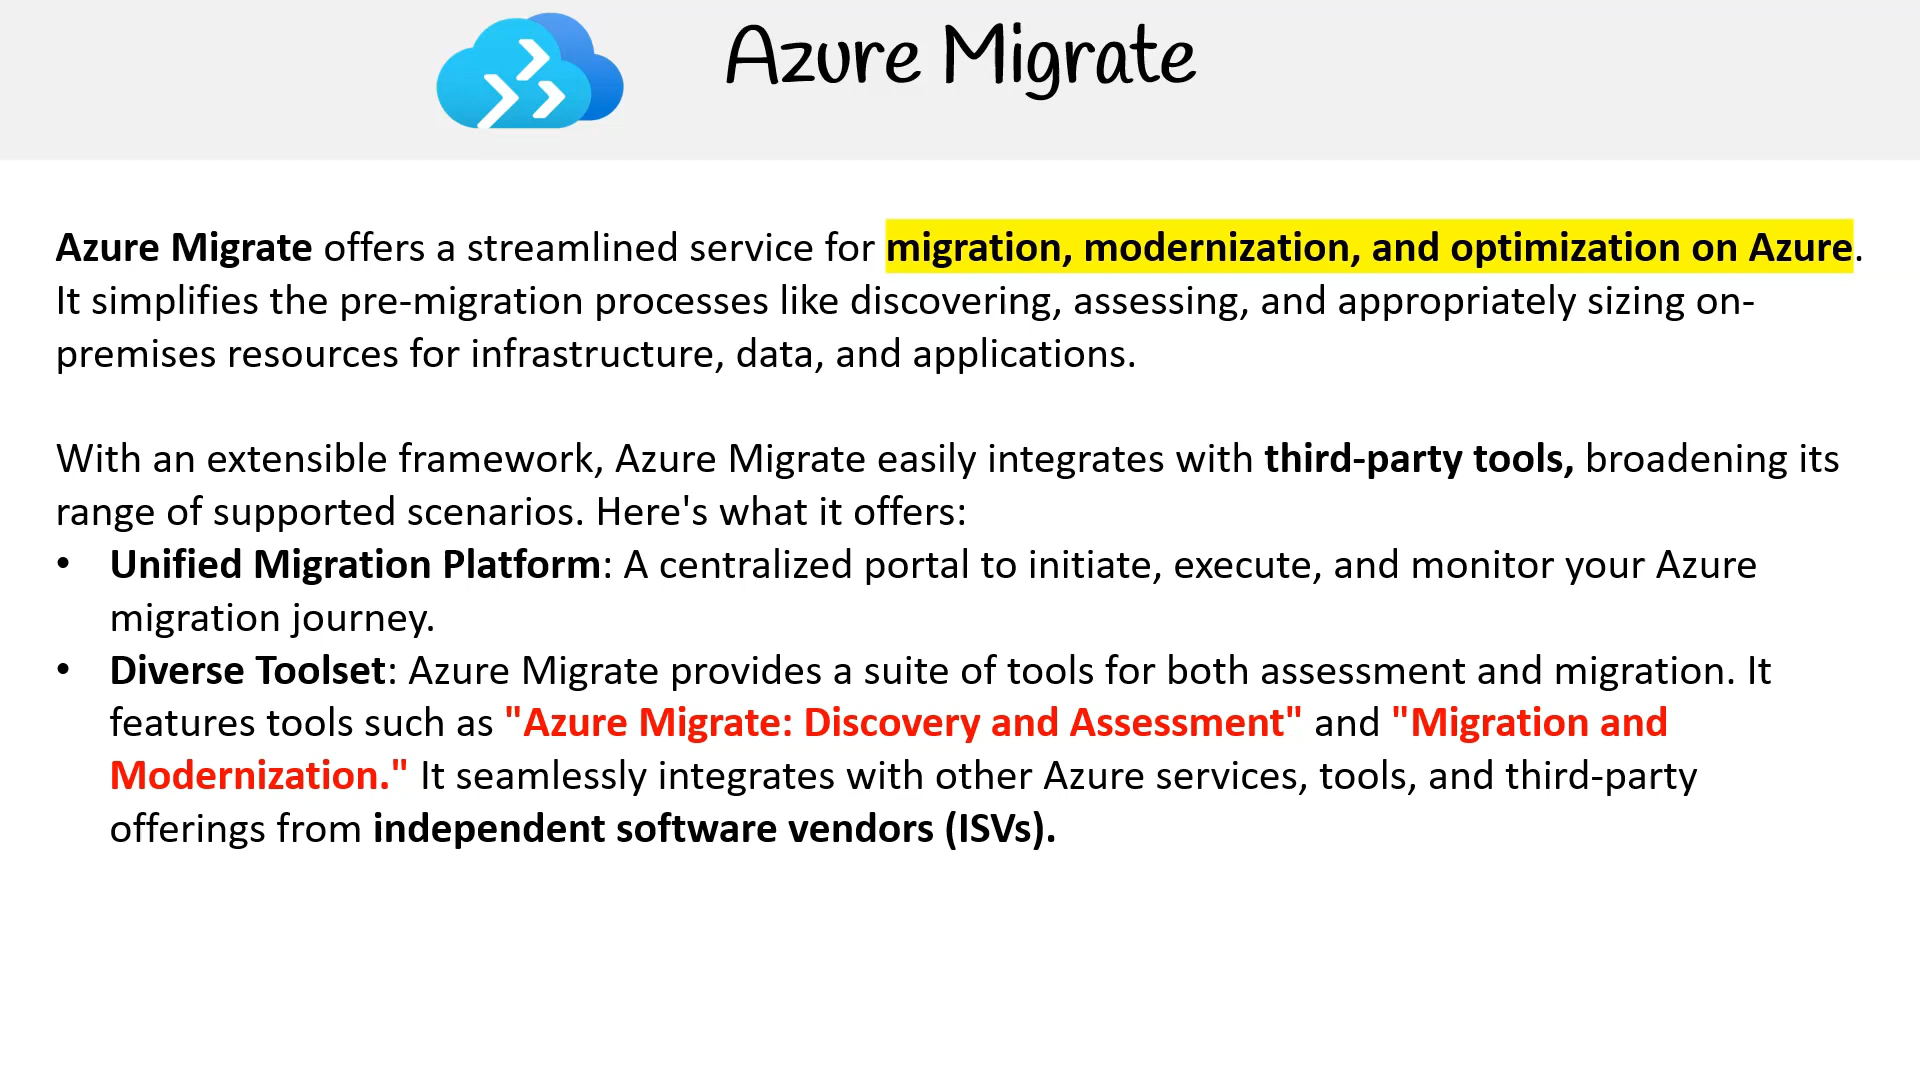 Azure Migrate
Azure Migrate offers a streamlined service for migration, modernization, and optimization on Azure.
It simplifies the pre-migration processes like discovering, assessing, and appropriately sizing on-
premises resources for infrastructure, data, and applications.
With an extensible framework, Azure Migrate easily integrates with third-party tools, broadening its
range of supported scenarios. Here's what it offers:
• Unified Migration Platform: A centralized portal to initiate, execute, and monitor your Azure
migration journey.
• Diverse Toolset: Azure Migrate provides a suite of tools for both assessment and migration. It
features tools such as "Azure Migrate: Discovery and Assessment" and "Migration and
Modernization." It seamlessly integrates with other Azure services, tools, and third-party
offerings from independent software vendors (ISVs).